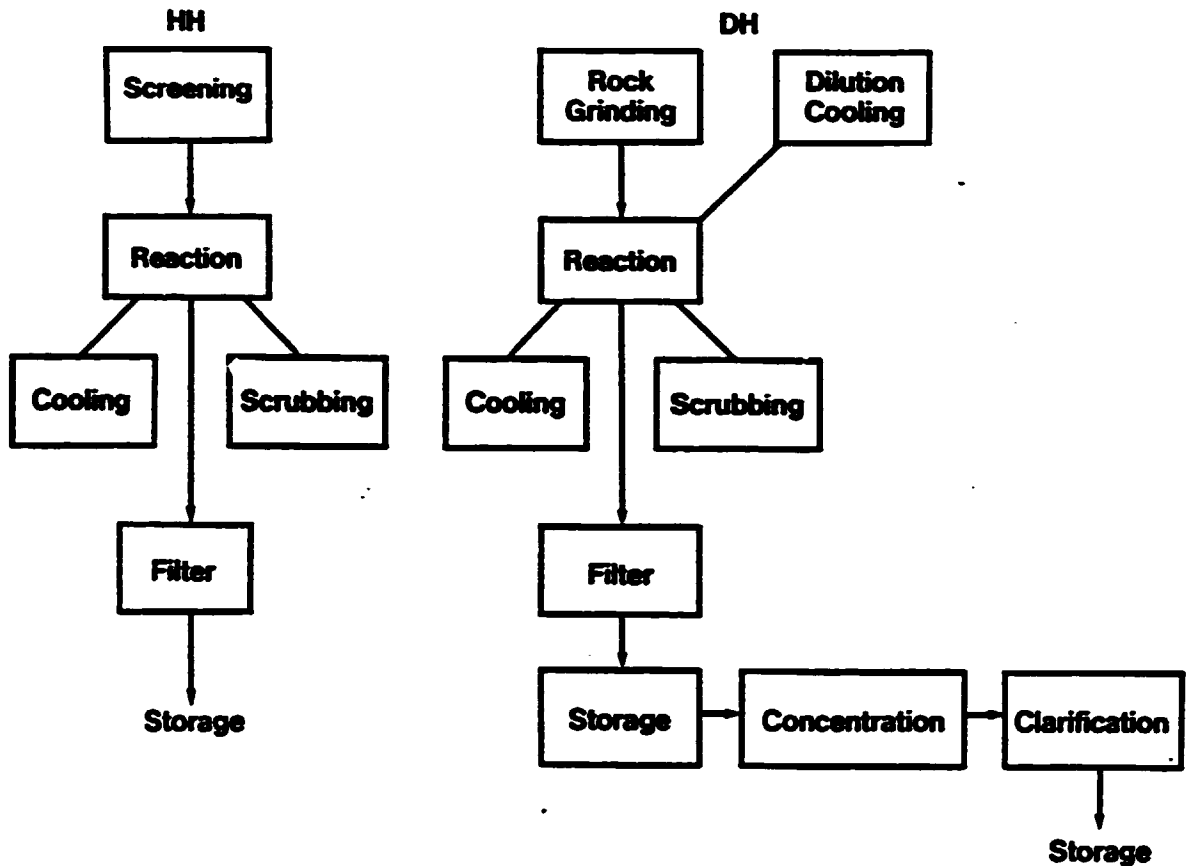 HH
Screening
Reaction
Cooling
Scrubbing
Filter
Storage
DH
Rock
Grinding
Dilution
Cooling
Reaction
Cooling
Scrubbing
Filter
Storage
Concentration
Clarification
Storage